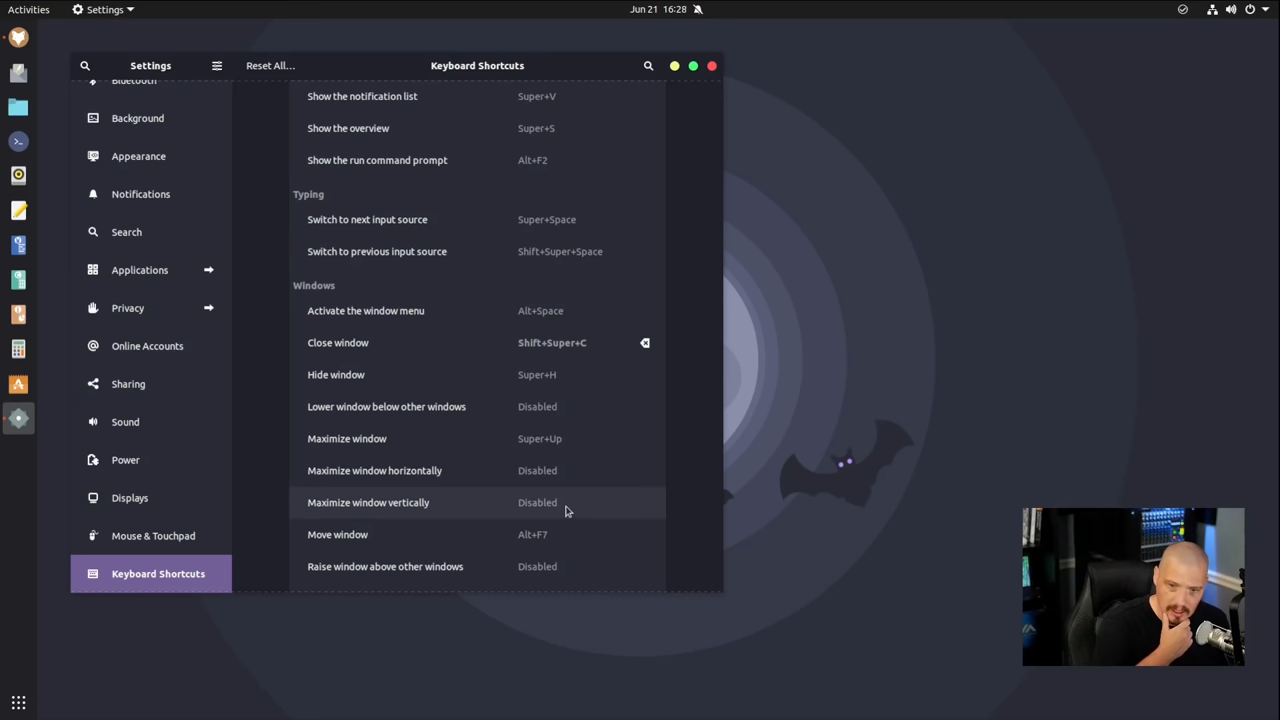 Activities
Settings
Jun 21 16:28
Settings
Reset All...
Keyboard Shortcuts
Bluetooth
Background
Appearance
Notifications
Search
Applications
Privacy
Online Accounts
Sharing
Sound
Power
Displays
Mouse & Touchpad
Keyboard Shortcuts
Show the notification list Super+V
Show the overview Super+S
Show the run command prompt Alt+F2
Typing
Switch to next input source Super+Space
Switch to previous input source Shift+Super+Space
Windows
Activate the window menu Alt+Space
Close window Shift+Super+C
Hide window Super+H
Lower window below other windows Disabled
Maximize window Super+Up
Maximize window horizontally Disabled
Maximize window vertically Disabled
Move window Alt+F7
Raise window above other windows Disabled